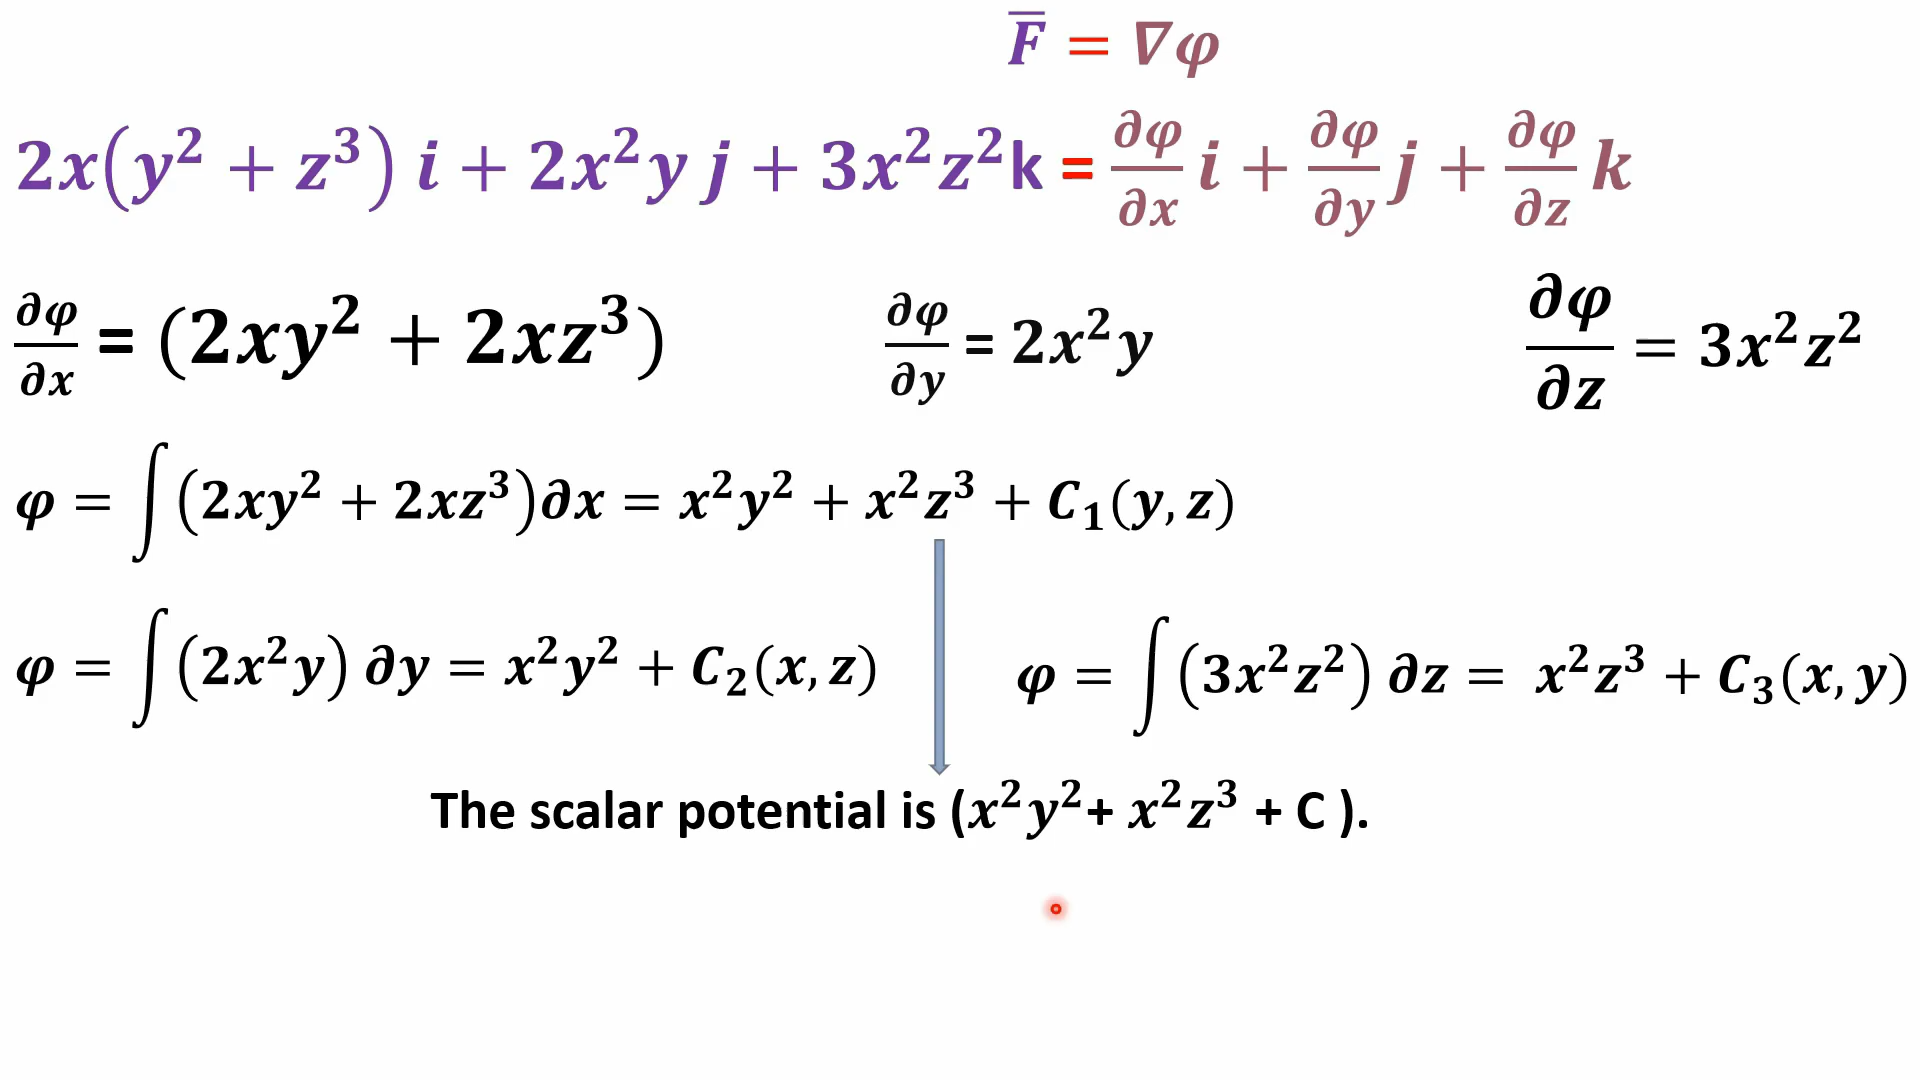 F̅ = ∇φ
2x(y² + z³) i + 2x²y j + 3x²z²k = ∂φ/∂x i + ∂φ/∂y j + ∂φ/∂z k
∂φ/∂x = (2xy² + 2xz³) ∂φ/∂y = 2x²y ∂φ/∂z = 3x²z²
φ = ∫(2xy² + 2xz³)∂x = x²y² + x²z³ + C₁(y, z)
φ = ∫(2x²y) ∂y = x²y² + C₂(x, z) φ = ∫(3x²z²) ∂z = x²z³ + C₃(x, y)
The scalar potential is (x²y²+ x²z³ + C ).